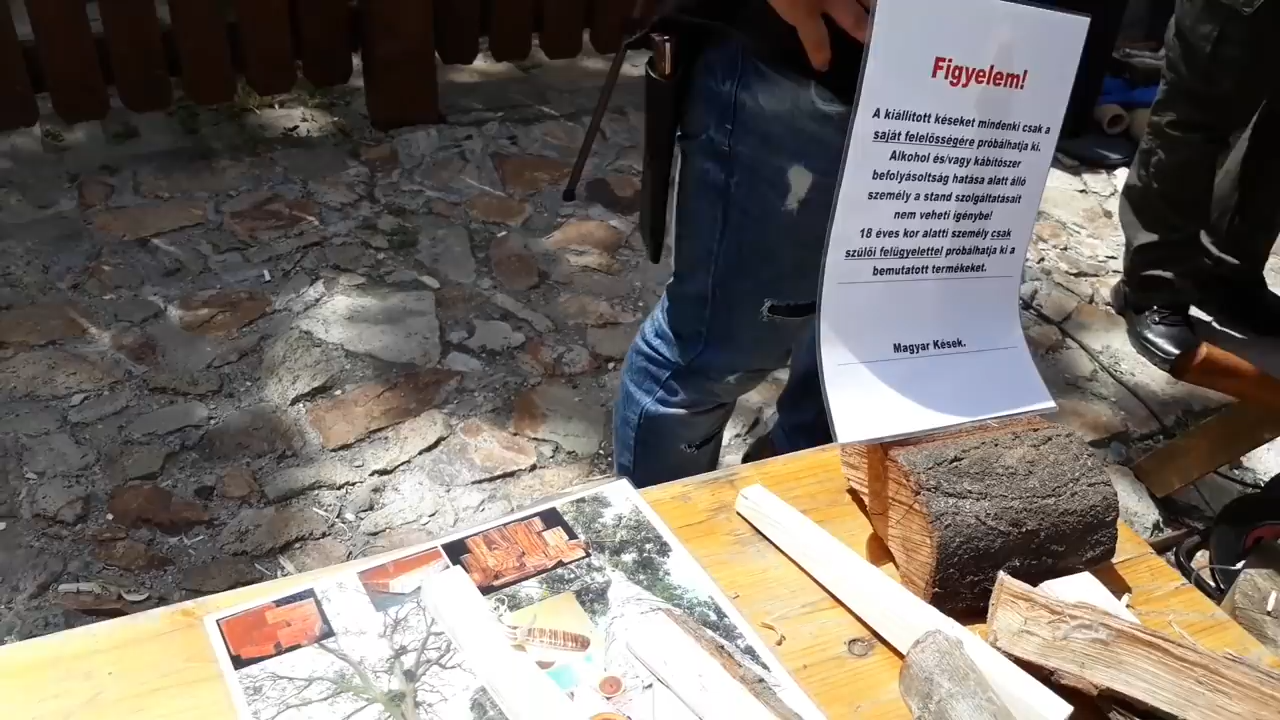 Figyelem!
A kiállított késeket mindenki csak a
saját felelősségére próbálhatja ki.
Alkohol és/vagy kábítószer
befolyásoltság hatása alatt álló
személy a stand szolgáltatásait
nem veheti igénybe!
18 éves kor alatti személy csak
szülői felügyelettel próbálhatja ki a
bemutatott termékeket.
Magyar Kések.